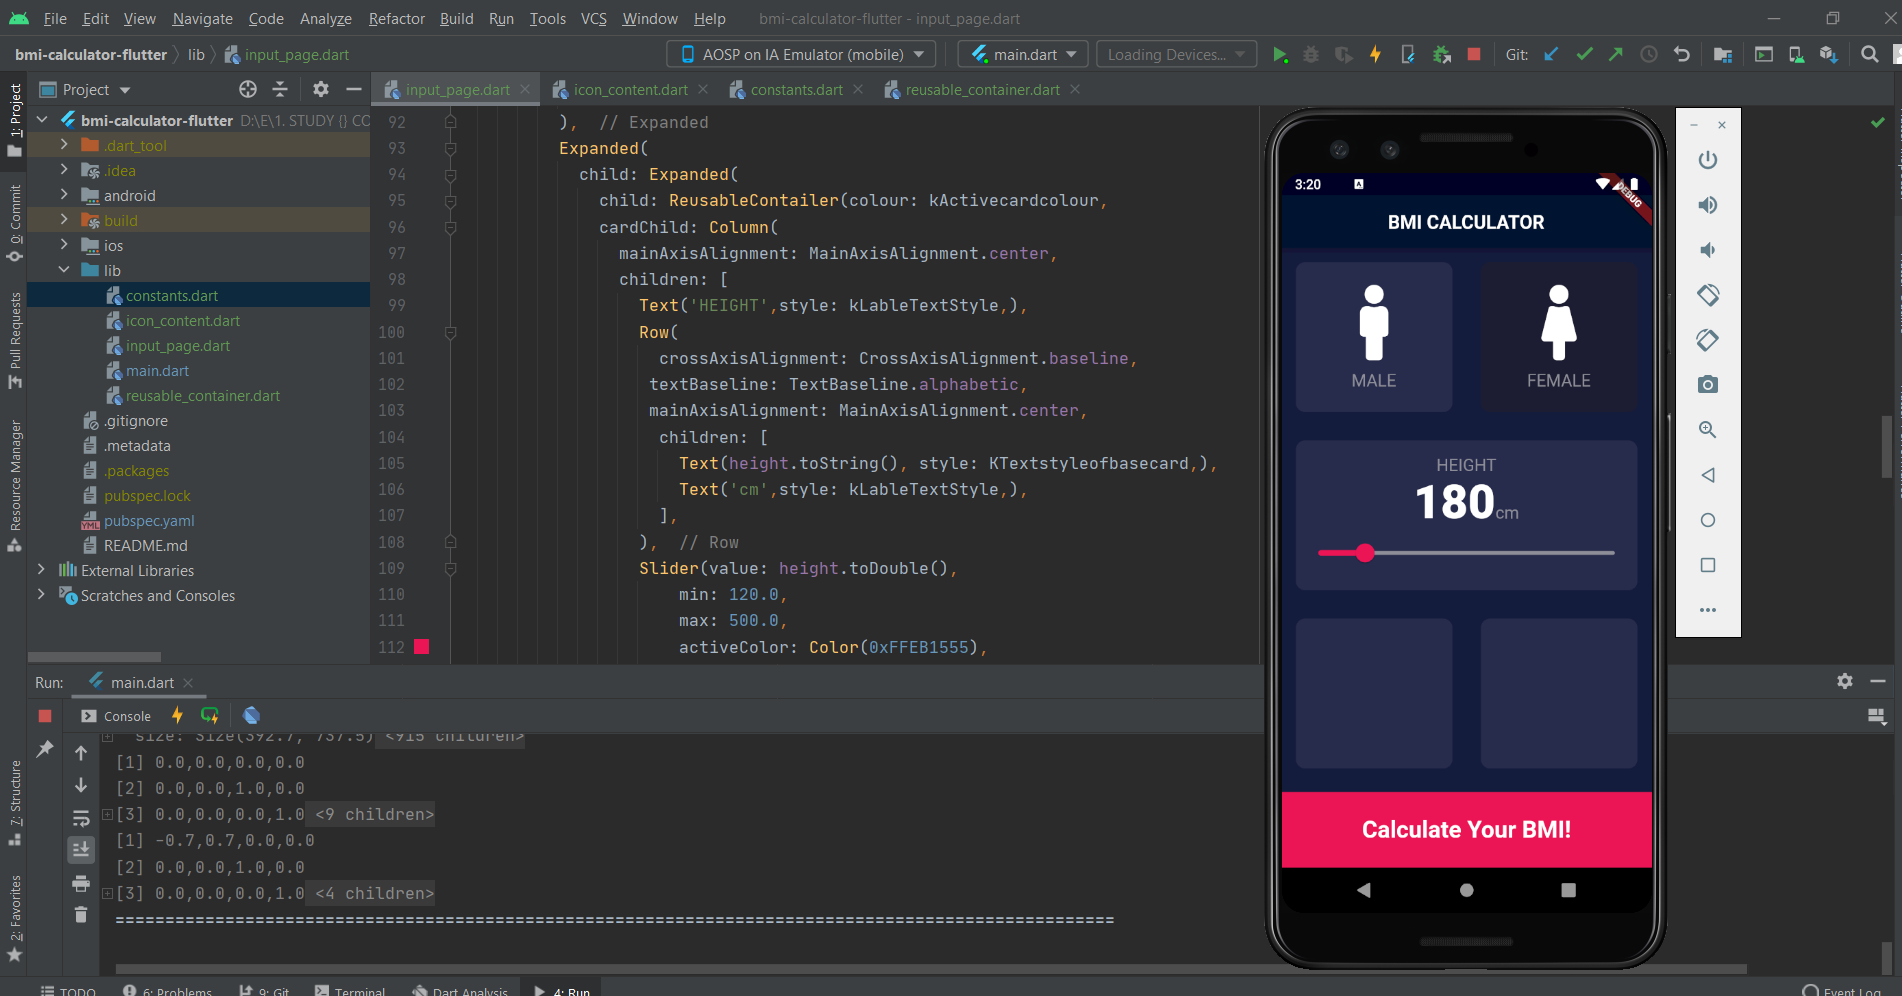 File Edit View Navigate Code Analyze Refactor Build Run Tools VCS Window Help bmi-calculator-flutter - input_page.dart
bmi-calculator-flutter lib input_page.dart AOSP on IA Emulator (mobile) main.dart Loading Devices... Git:
Project input_page.dart icon_content.dart constants.dart reusable_container.dart
1: Project
0: Commit
Pull Requests
Resource Manager
7: Structure
2: Favorites
bmi-calculator-flutter D:\E\1. STUDY {} CO
.dart_tool
.idea
android
build
ios
lib
constants.dart
icon_content.dart
input_page.dart
main.dart
reusable_container.dart
.gitignore
.metadata
.packages
pubspec.lock
pubspec.yaml
README.md
External Libraries
Scratches and Consoles
92 ), // Expanded
93 Expanded(
94 child: Expanded(
95 child: ReusableContailer(colour: kActivecardcolour,
96 cardChild: Column(
97 mainAxisAlignment: MainAxisAlignment.center,
98 children: [
99 Text('HEIGHT',style: kLableTextStyle,),
100 Row(
101 crossAxisAlignment: CrossAxisAlignment.baseline,
102 textBaseline: TextBaseline.alphabetic,
103 mainAxisAlignment: MainAxisAlignment.center,
104 children: [
105 Text(height.toString(), style: KTextstyleofbasecard,),
106 Text('cm',style: kLableTextStyle,),
107 ],
108 ), // Row
109 Slider(value: height.toDouble(),
110 min: 120.0,
111 max: 500.0,
112 activeColor: Color(0xFFEB1555),
3:20
DEBUG
BMI CALCULATOR
MALE FEMALE
HEIGHT
180cm
Calculate Your BMI!
Run: main.dart
Console
size: Size(392.7, 737.5) <915 children>
[1] 0.0,0.0,0.0,0.0
[2] 0.0,0.0,1.0,0.0
[3] 0.0,0.0,0.0,1.0 <9 children>
[1] -0.7,0.7,0.0,0.0
[2] 0.0,0.0,1.0,0.0
[3] 0.0,0.0,0.0,1.0 <4 children>
====================================================================================================
TODO 6: Problems 9: Git Terminal Dart Analysis 4: Run Event Log